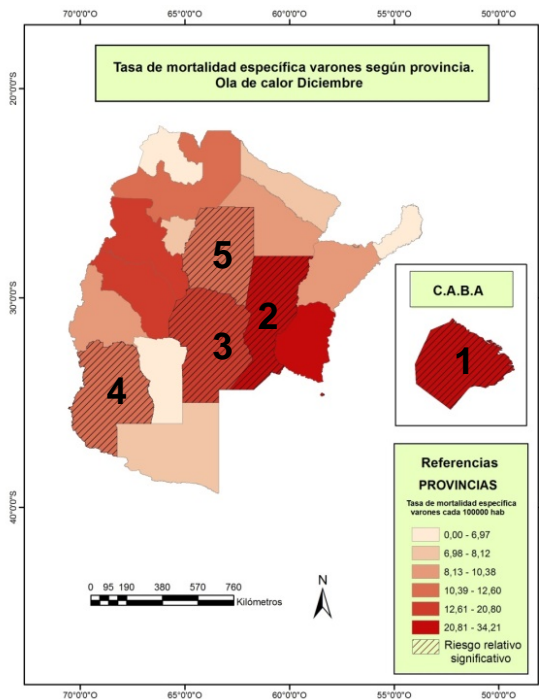 70°0'0"O 65°0'0"O 60°0'0"O 55°0'0"O 50°0'0"O
Tasa de mortalidad específica varones según provincia.
Ola de calor Diciembre
20°0'0"S
30°0'0"S
40°0'0"S
5
2
3
4
C.A.B.A
1
Referencias
PROVINCIAS
Tasa de mortalidad específica
varones cada 100000 hab
0,00 - 6,97
6,98 - 8,12
8,13 - 10,38
10,39 - 12,60
12,61 - 20,80
20,81 - 34,21
Riesgo relativo
significativo
0 95 190 380 570 760
Kilómetros
N
70°0'0"O 65°0'0"O 60°0'0"O 55°0'0"O 50°0'0"O